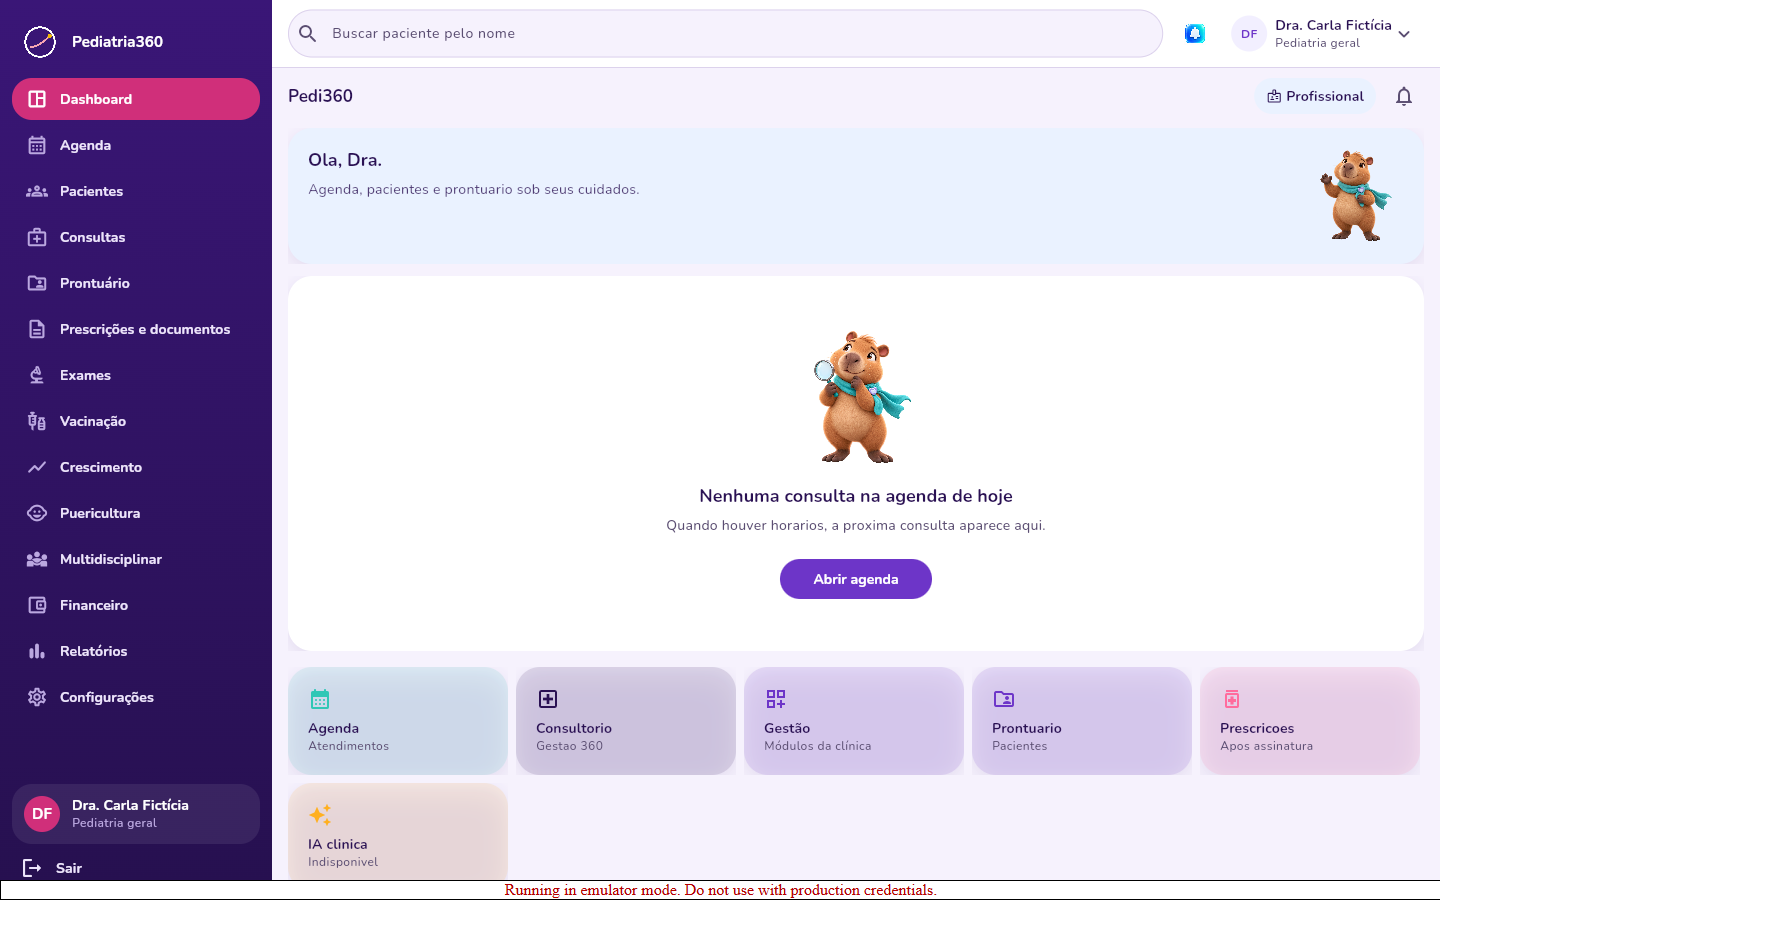 Pediatria360
Dashboard
Agenda
Pacientes
Consultas
Prontuário
Prescrições e documentos
Exames
Vacinação
Crescimento
Puericultura
Multidisciplinar
Financeiro
Relatórios
Configurações
DF
Dra. Carla Fictícia
Pediatria geral
Sair
Buscar paciente pelo nome
DF
Dra. Carla Fictícia
Pediatria geral
Pedi360
Profissional
Ola, Dra.
Agenda, pacientes e prontuario sob seus cuidados.
Nenhuma consulta na agenda de hoje
Quando houver horarios, a proxima consulta aparece aqui.
Abrir agenda
Agenda
Atendimentos
Consultorio
Gestao 360
Gestão
Módulos da clínica
Prontuario
Pacientes
Prescricoes
Apos assinatura
IA clinica
Indisponivel
Running in emulator mode. Do not use with production credentials.